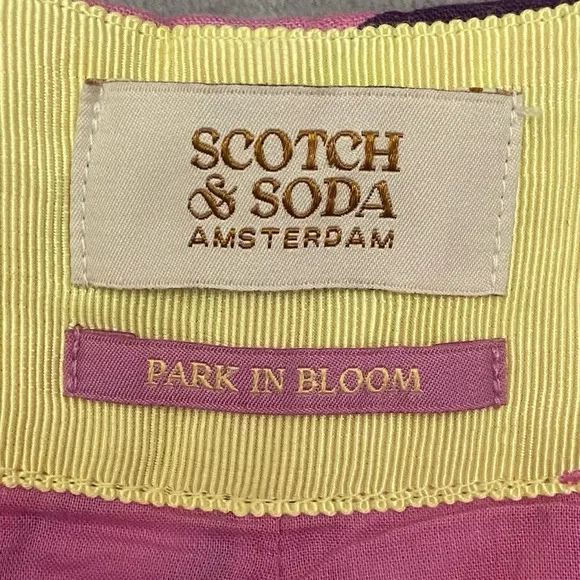 SCOTCH
& SODA
AMSTERDAM
PARK IN BLOOM